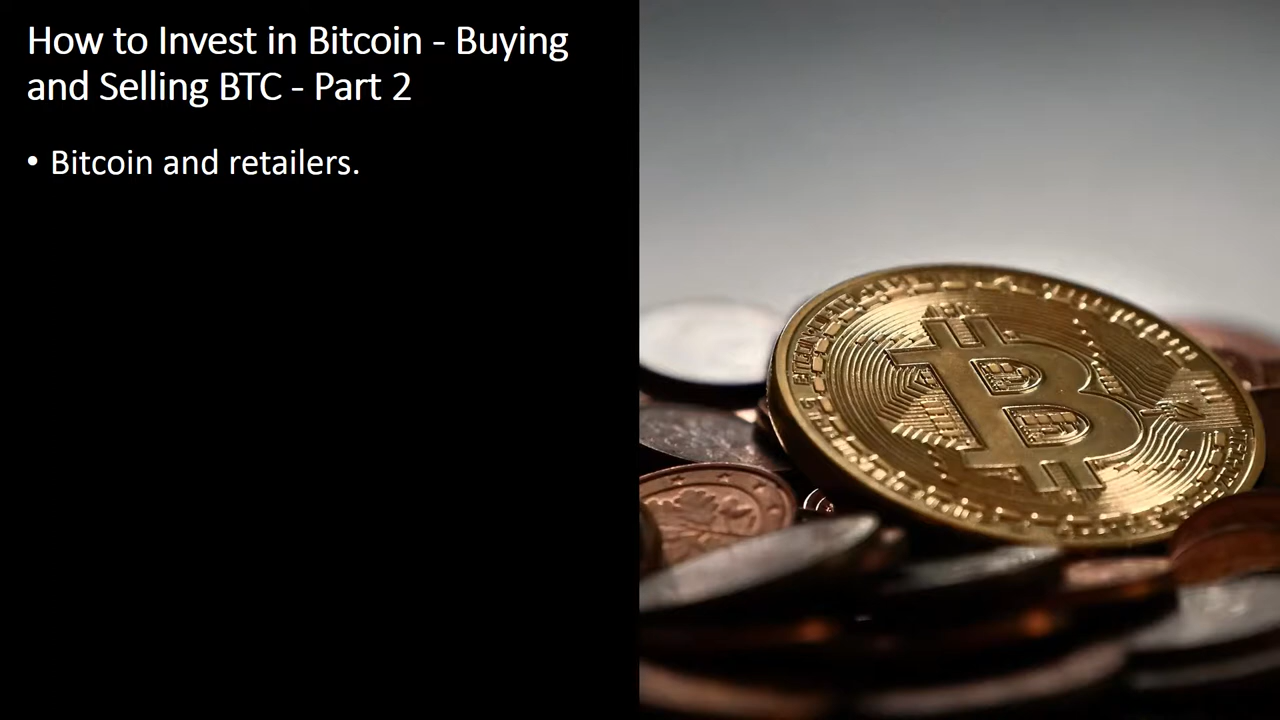 How to Invest in Bitcoin - Buying
and Selling BTC - Part 2
• Bitcoin and retailers.